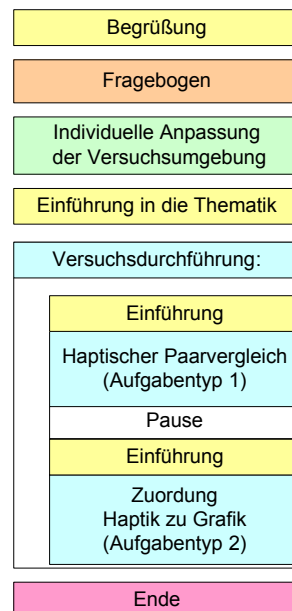 Begrüßung
Fragebogen
Individuelle Anpassung
der Versuchsumgebung
Einführung in die Thematik
Versuchsdurchführung:
Einführung
Haptischer Paarvergleich
(Aufgabentyp 1)
Pause
Einführung
Zuordung
Haptik zu Grafik
(Aufgabentyp 2)
Ende